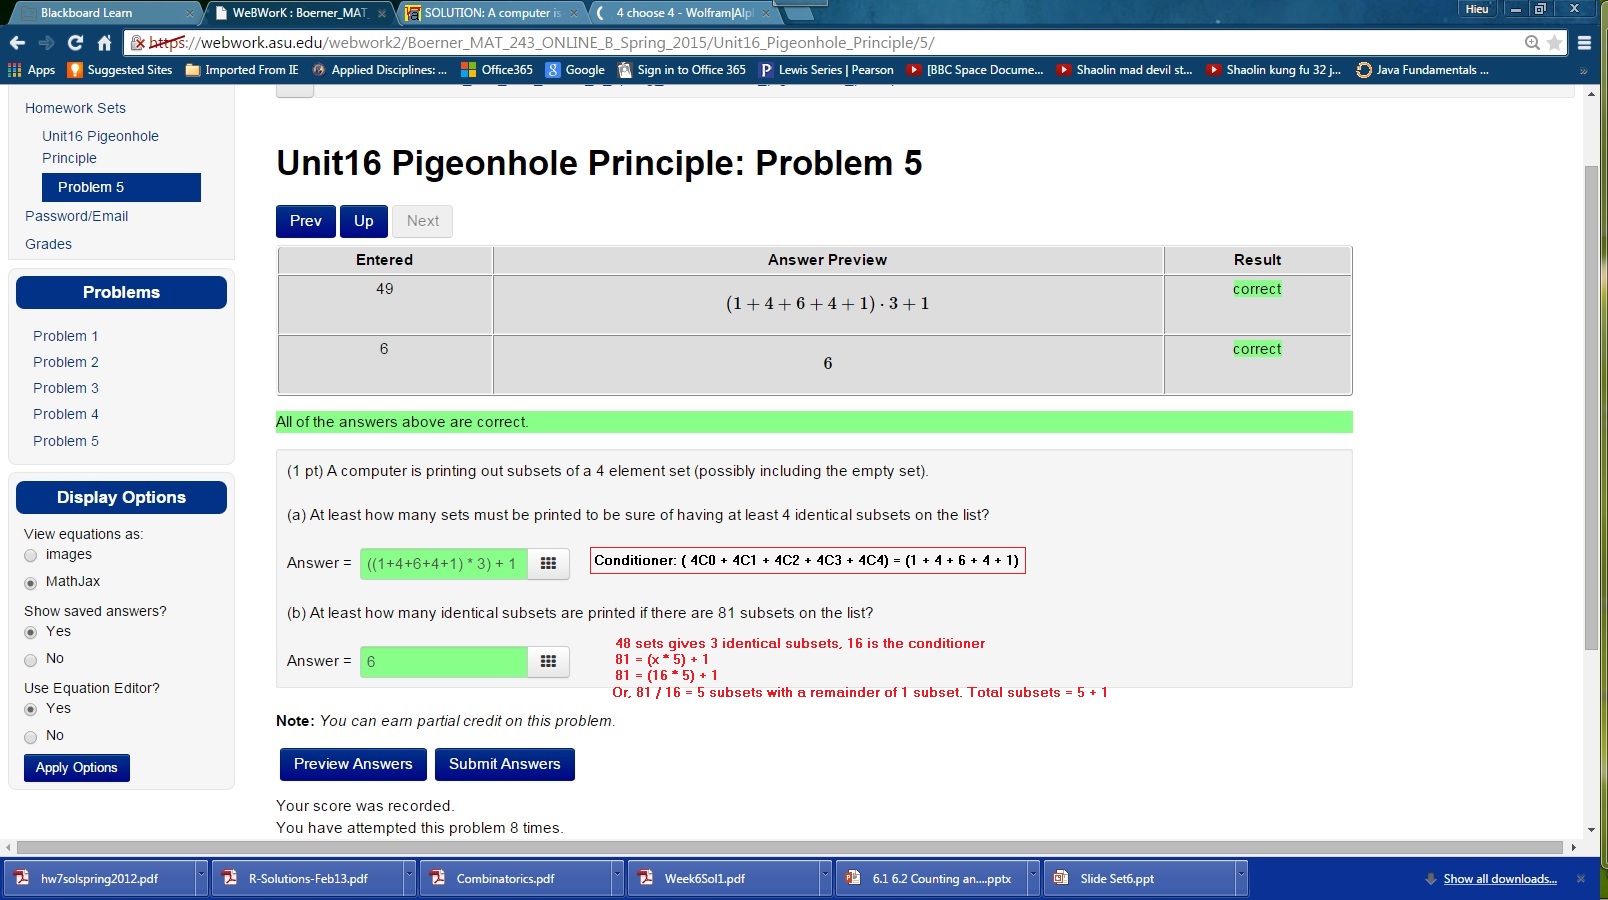 Blackboard Learn
WeBWorK : Boerner_MAT_
SOLUTION: A computer is
4 choose 4 - Wolfram|Alp
Hieu
https://webwork.asu.edu/webwork2/Boerner_MAT_243_ONLINE_B_Spring_2015/Unit16_Pigeonhole_Principle/5/
Apps
Suggested Sites
Imported From IE
Applied Disciplines: ...
Office365
Google
Sign in to Office 365
Lewis Series | Pearson
[BBC Space Docume...
Shaolin mad devil st...
Shaolin kung fu 32 j...
Java Fundamentals ...
Homework Sets
Unit16 Pigeonhole
Principle
Problem 5
Password/Email
Grades
Problems
Problem 1
Problem 2
Problem 3
Problem 4
Problem 5
Display Options
View equations as:
images
MathJax
Show saved answers?
Yes
No
Use Equation Editor?
Yes
No
Apply Options
Unit16 Pigeonhole Principle: Problem 5
Prev Up Next
Entered Answer Preview Result
49 (1 + 4 + 6 + 4 + 1) · 3 + 1 correct
6 6 correct
All of the answers above are correct.
(1 pt) A computer is printing out subsets of a 4 element set (possibly including the empty set).
(a) At least how many sets must be printed to be sure of having at least 4 identical subsets on the list?
Answer = ((1+4+6+4+1) * 3) + 1
Conditioner: ( 4C0 + 4C1 + 4C2 + 4C3 + 4C4) = (1 + 4 + 6 + 4 + 1)
(b) At least how many identical subsets are printed if there are 81 subsets on the list?
Answer = 6
48 sets gives 3 identical subsets, 16 is the conditioner
81 = (x * 5) + 1
81 = (16 * 5) + 1
Or, 81 / 16 = 5 subsets with a remainder of 1 subset. Total subsets = 5 + 1
Note: You can earn partial credit on this problem.
Preview Answers Submit Answers
Your score was recorded.
You have attempted this problem 8 times.
hw7solspring2012.pdf
R-Solutions-Feb13.pdf
Combinatorics.pdf
Week6Sol1.pdf
6.1 6.2 Counting an....pptx
Slide Set6.ppt
Show all downloads...